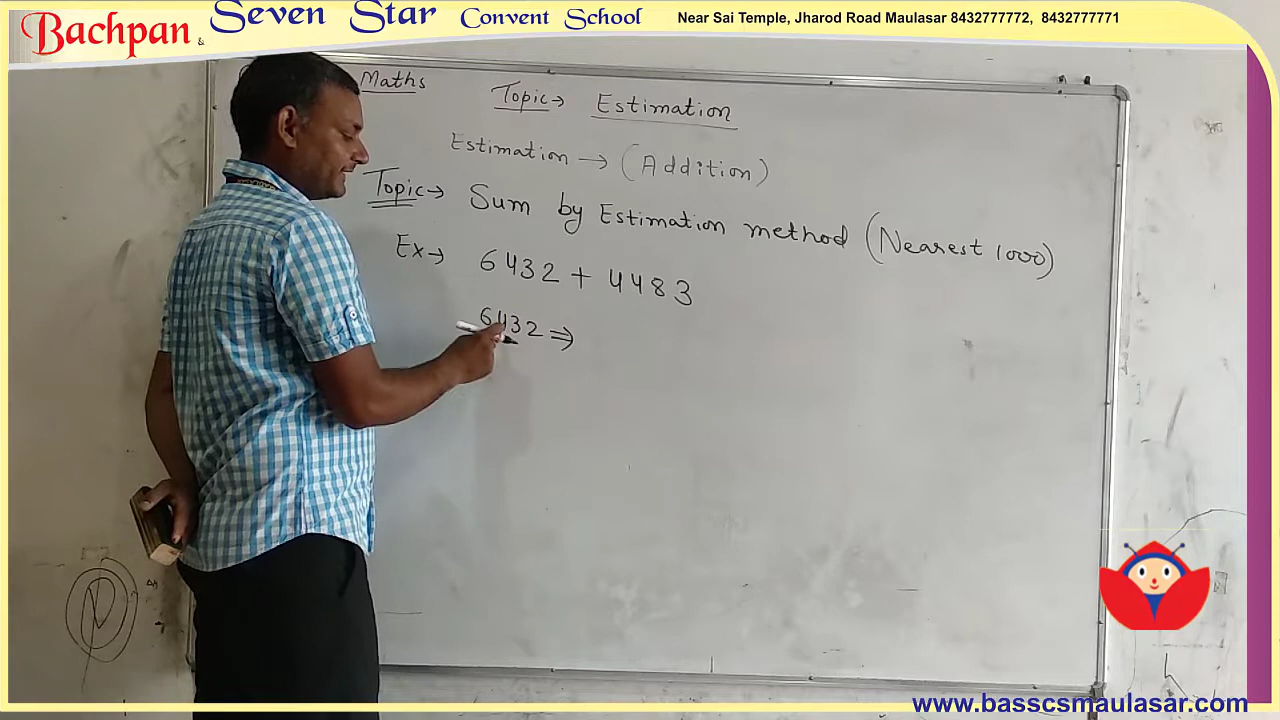 Bachpan & Seven Star Convent School Near Sai Temple, Jharod Road Maulasar 8432777772, 8432777771
Maths
Topic→ Estimation
Estimation → (Addition)
Topic→ Sum by Estimation method (Nearest 1000)
Ex→ 6432 + 4483
6432 ⇒
www.basscsmaulasar.com